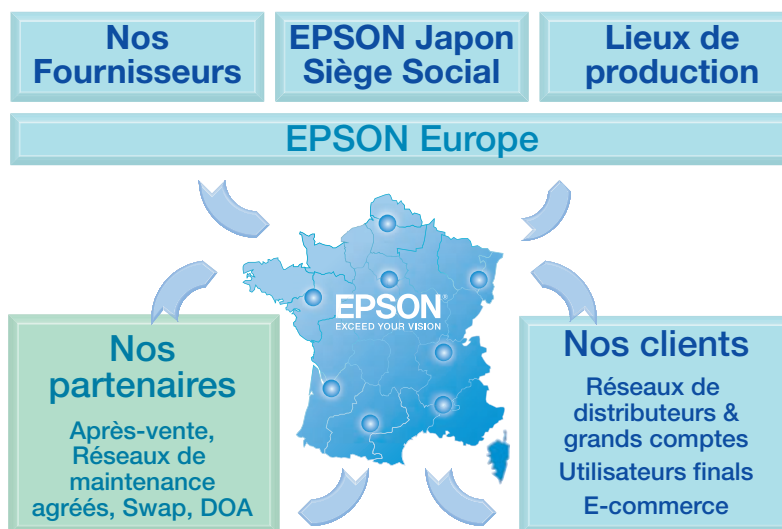 Nos
Fournisseurs
EPSON Japon
Siège Social
Lieux de
production
EPSON Europe
EPSON
EXCEED YOUR VISION
Nos
partenaires
Après-vente,
Réseaux de
maintenance
agréés, Swap, DOA
Nos clients
Réseaux de
distributeurs &
grands comptes
Utilisateurs finals
E-commerce